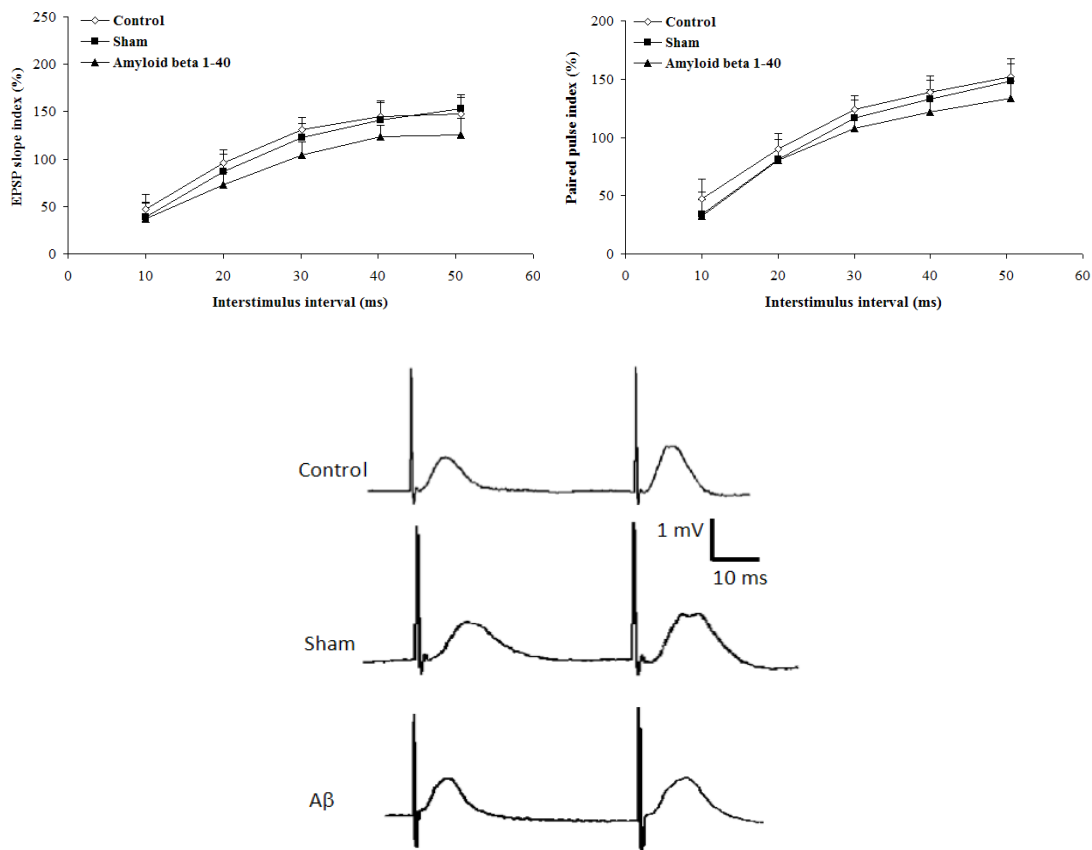 250
200
150
100
50
0
EPSP slope index (%)
Control
Sham
Amyloid beta 1-40
0 10 20 30 40 50 60
Interstimulus interval (ms)
200
150
100
50
0
Paired pulse index (%)
Control
Sham
Amyloid beta 1-40
0 10 20 30 40 50 60
Interstimulus interval (ms)
Control
1 mV
10 ms
Sham
Aβ